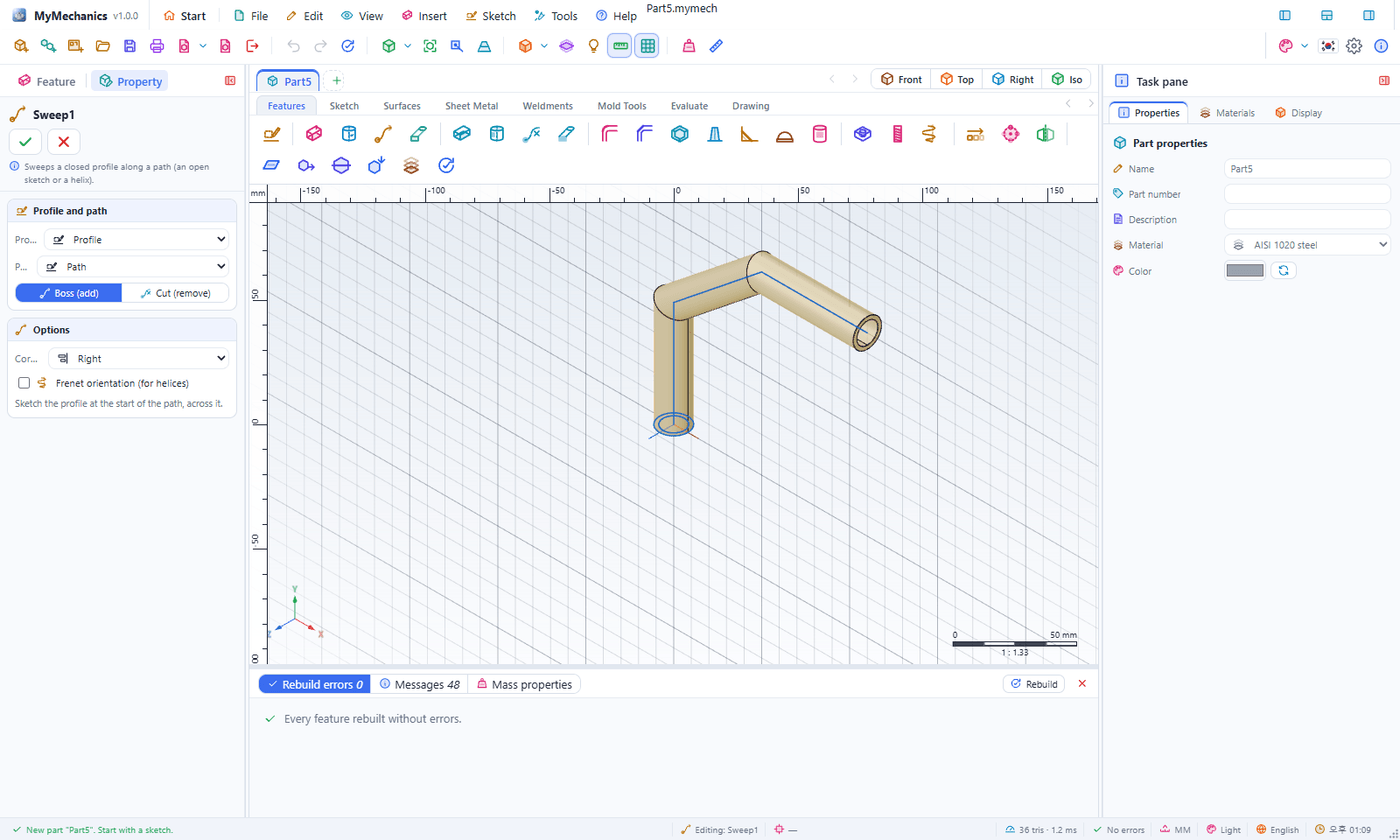 MyMechanics v1.0.0
Start
File
Edit
View
Insert
Sketch
Tools
Help
Part5.mymech
Feature
Property
Sweep1
Sweeps a closed profile along a path (an open
sketch or a helix).
Profile and path
Pro...
Profile
P...
Path
Boss (add)
Cut (remove)
Options
Cor...
Right
Frenet orientation (for helices)
Sketch the profile at the start of the path, across it.
Part5
Front
Top
Right
Iso
Features
Sketch
Surfaces
Sheet Metal
Weldments
Mold Tools
Evaluate
Drawing
mm
-150
-100
-50
0
50
100
150
50
0
-50
00
Y
X
Z
0
50 mm
1 : 1.33
Rebuild errors 0
Messages 48
Mass properties
Rebuild
Every feature rebuilt without errors.
Task pane
Properties
Materials
Display
Part properties
Name
Part5
Part number
Description
Material
AISI 1020 steel
Color
New part "Part5". Start with a sketch.
Editing: Sweep1
—
36 tris · 1.2 ms
No errors
MM
Light
English
오후 01:09